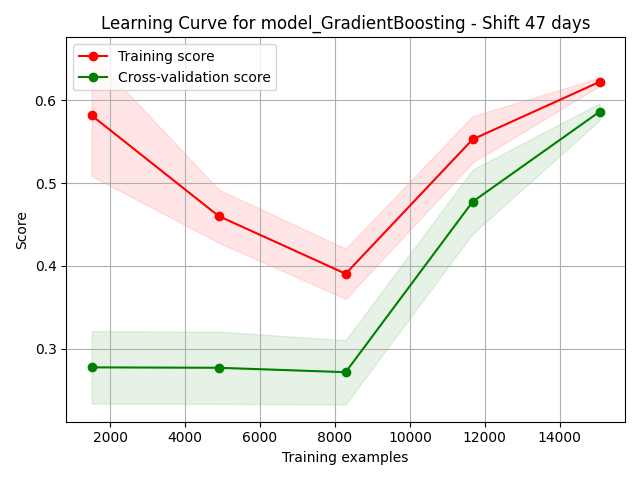 Learning Curve for model_GradientBoosting - Shift 47 days
Training score
Cross-validation score
Score
0.6
0.5
0.4
0.3
2000 4000 6000 8000 10000 12000 14000
Training examples